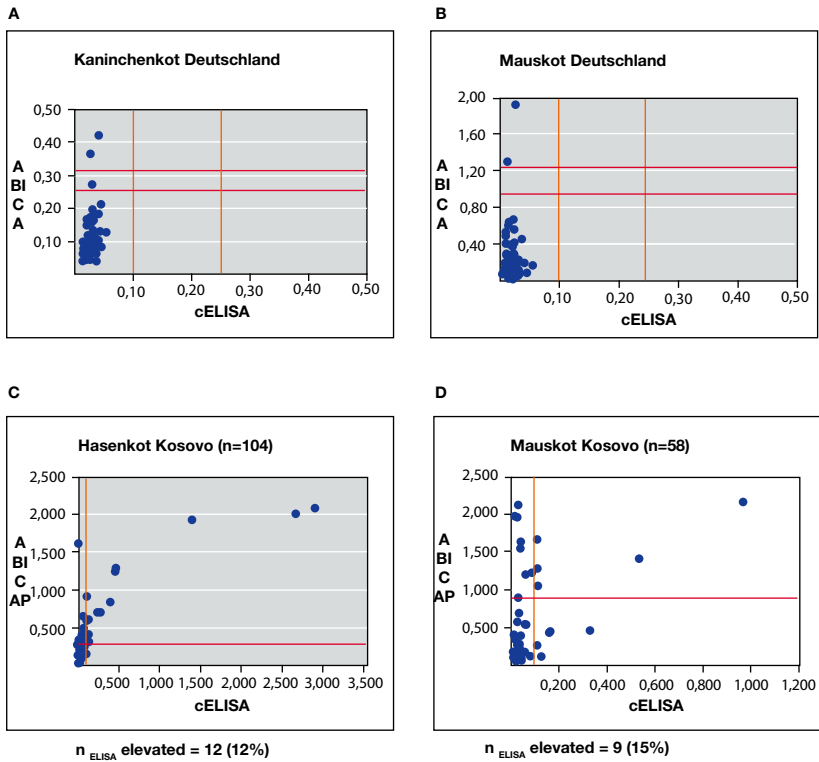 A
Kaninchenkot Deutschland
0,50
0,40
0,30
0,20
0,10
A
BI
C
A
0,10 0,20 0,30 0,40 0,50
cELISA
B
Mauskot Deutschland
2,00
1,60
1,20
0,80
0,40
A
BI
C
A
0,10 0,20 0,30 0,40 0,50
cELISA
C
Hasenkot Kosovo (n=104)
2,500
2,000
1,500
1,000
0,500
A
BI
C
AP
0,500 1,000 1,500 2,000 2,500 3,000 3,500
cELISA
n ELISA elevated = 12 (12%)
D
Mauskot Kosovo (n=58)
2,500
2,000
1,500
1,000
0,500
A
BI
C
AP
0,200 0,400 0,600 0,800 1,000 1,200
cELISA
n ELISA elevated = 9 (15%)